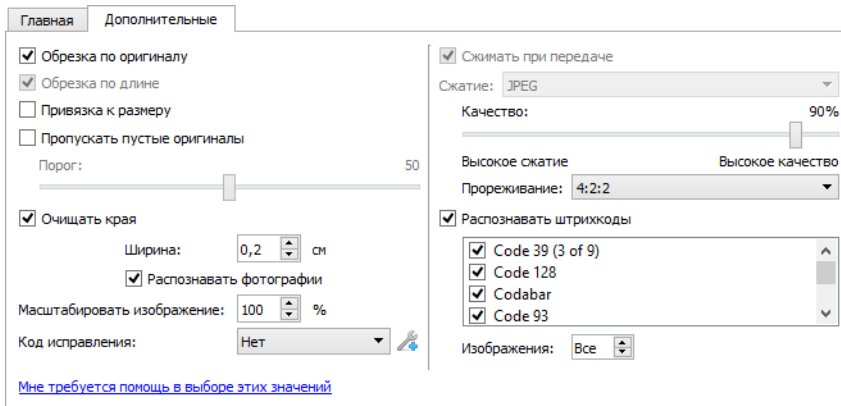 Главная Дополнительные
Обрезка по оригиналу
Обрезка по длине
Привязка к размеру
Пропускать пустые оригиналы
Порог: 50
Очищать края
Ширина: 0,2 см
Распознавать фотографии
Масштабировать изображение: 100 %
Код исправления: Нет
Мне требуется помощь в выборе этих значений
Сжимать при передаче
Сжатие: JPEG
Качество: 90%
Высокое сжатие Высокое качество
Прореживание: 4:2:2
Распознавать штрихкоды
Code 39 (3 of 9)
Code 128
Codabar
Code 93
Изображения: Все